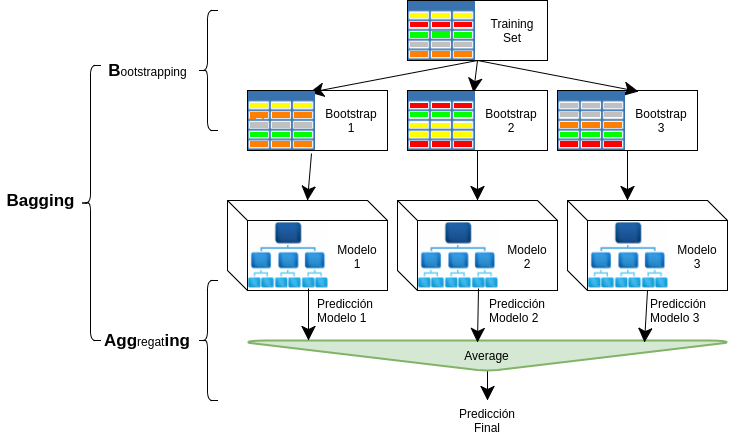 Training
Set
Bootstrapping
Bootstrap
1
Bootstrap
2
Bootstrap
3
Bagging
Modelo
1
Modelo
2
Modelo
3
Predicción
Modelo 1
Predicción
Modelo 2
Predicción
Modelo 3
Aggregating
Average
Predicción
Final